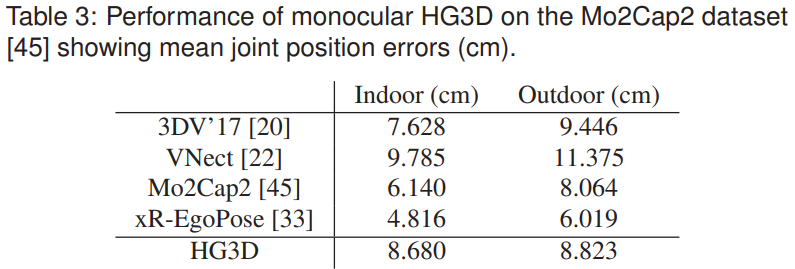 Table 3: Performance of monocular HG3D on the Mo2Cap2 dataset
[45] showing mean joint position errors (cm).
Indoor (cm) Outdoor (cm)
3DV’17 [20] 7.628 9.446
VNect [22] 9.785 11.375
Mo2Cap2 [45] 6.140 8.064
xR-EgoPose [33] 4.816 6.019
HG3D 8.680 8.823